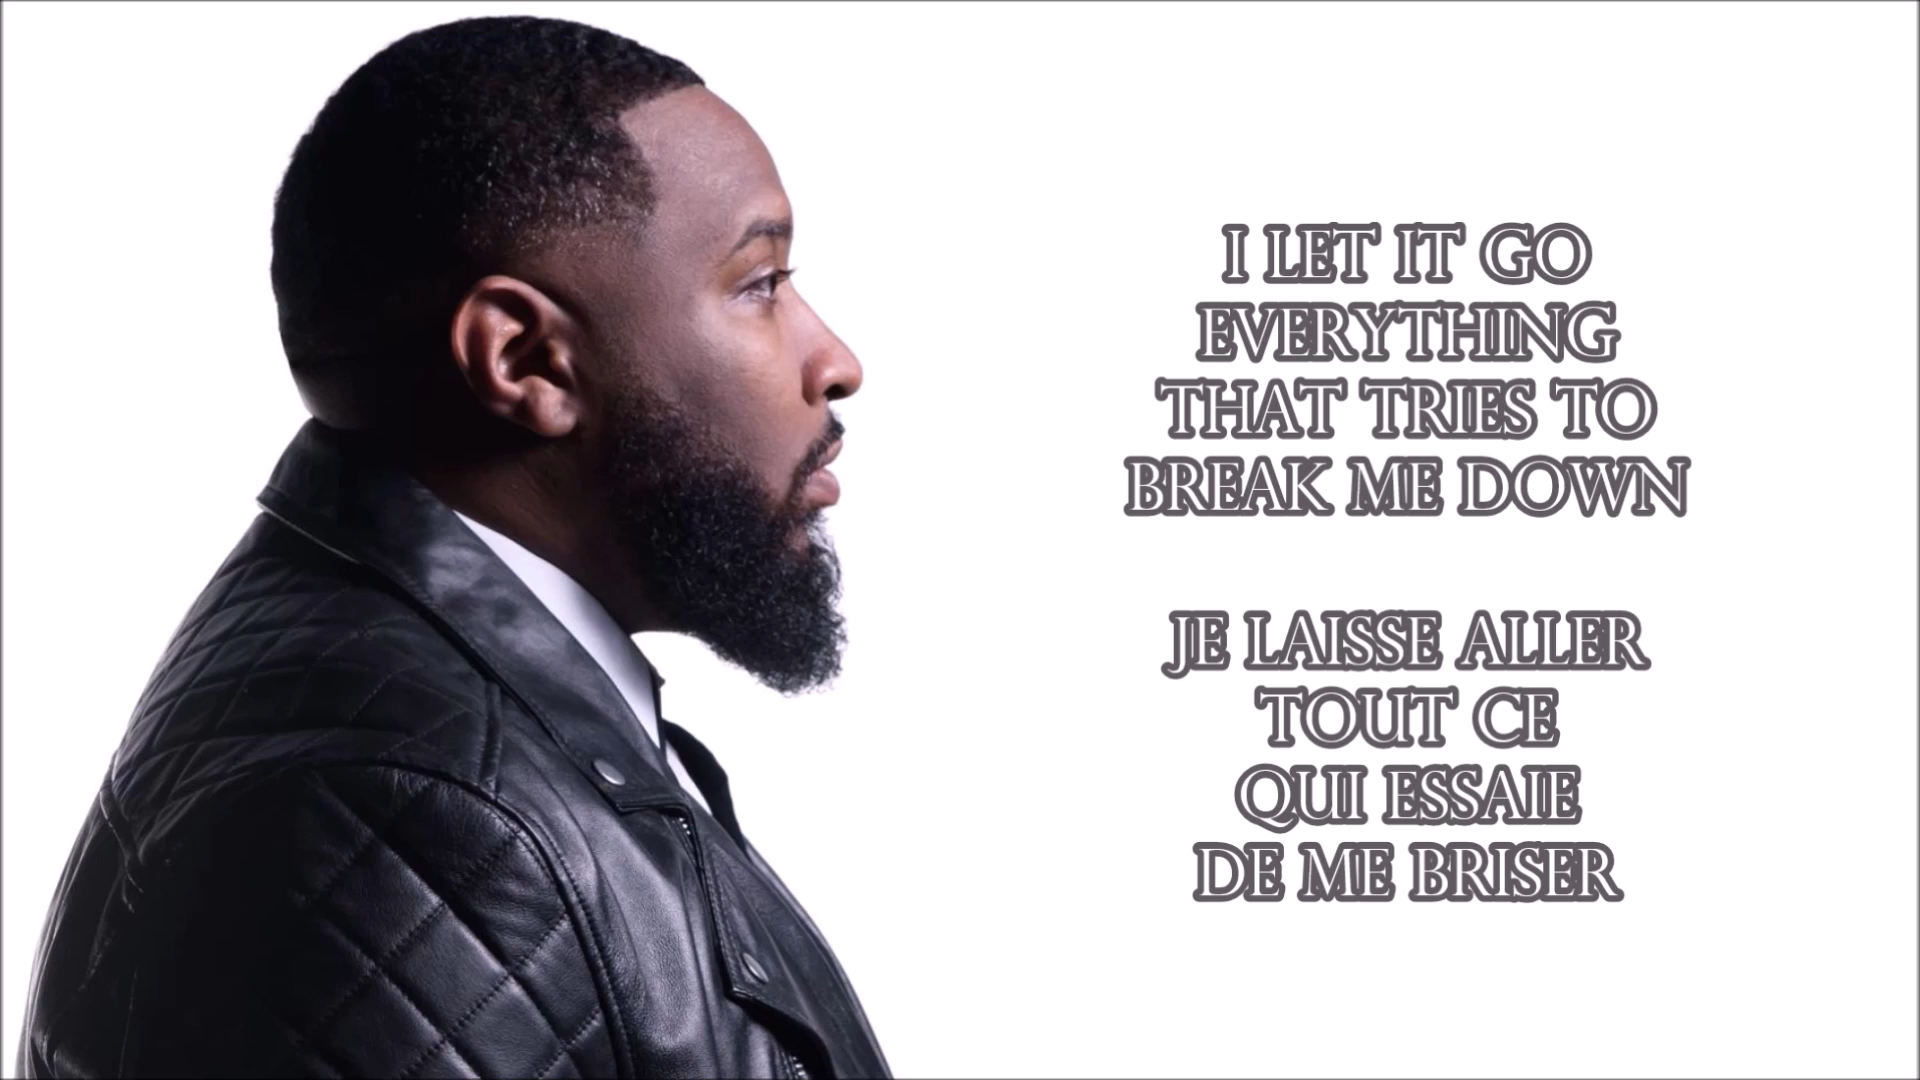 I LET IT GO
EVERYTHING
THAT TRIES TO
BREAK ME DOWN
JE LAISSE ALLER
TOUT CE
QUI ESSAIE
DE ME BRISER